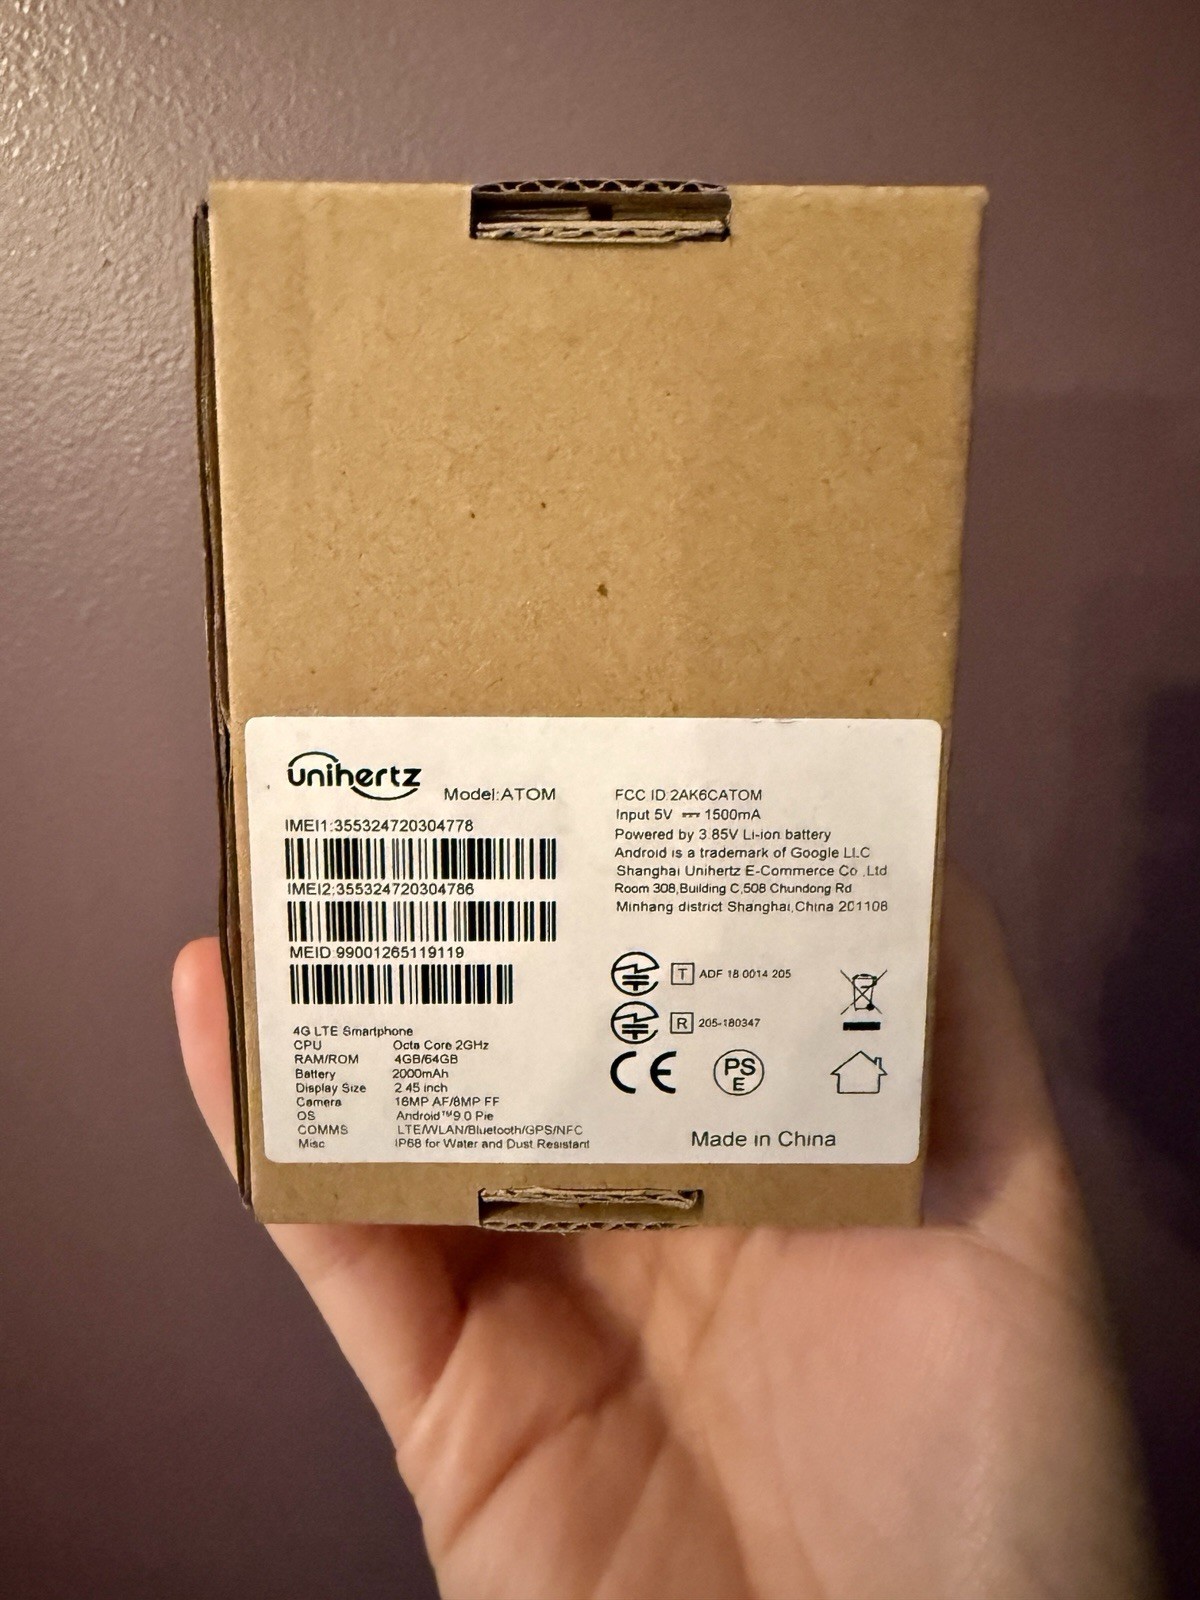 unihertz
Model:ATOM
IMEI1:355324720304778
IMEI2:355324720304786
MEID:99001265119119
4G LTE Smartphone
CPU Octa Core 2GHz
RAM/ROM 4GB/64GB
Battery 2000mAh
Display Size 2.45 inch
Camera 16MP AF/8MP FF
OS Android™9.0 Pie
COMMS LTE/WLAN/Bluetooth/GPS/NFC
Misc IP68 for Water and Dust Resistant
FCC ID:2AK6CATOM
Input 5V ⎓ 1500mA
Powered by 3.85V Li-ion battery
Android is a trademark of Google LLC
Shanghai Unihertz E-Commerce Co.,Ltd
Room 308,Building C,508 Chundong Rd
Minhang district Shanghai,China 201108
T ADF 18 0014 205
R 205-180347
CE PSE
Made in China